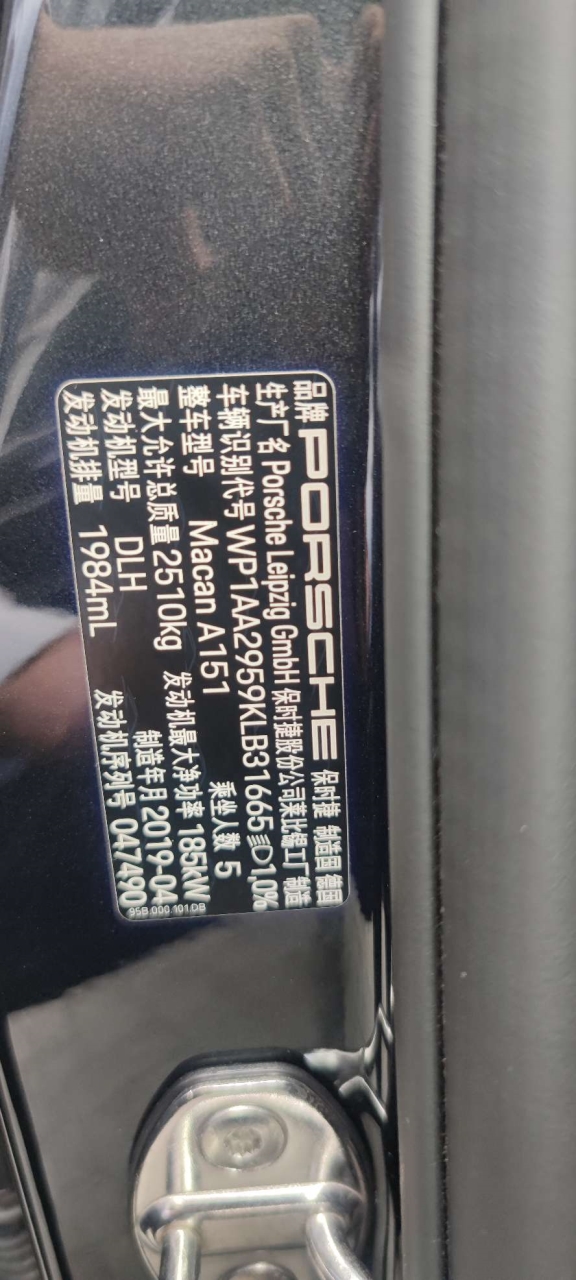 品牌 PORSCHE 保时捷 制造国 德国
生产厂名 Porsche Leipzig GmbH 保时捷股份公司莱比锡工厂 制造
车辆识别代号 WP1AA2959KLB31665 1,0%
整车型号 Macan A151 乘坐人数 5
最大允许总质量 2510kg 发动机最大净功率 185kW
发动机型号 DLH 制造年月 2019-04
发动机排量 1984mL 发动机序列号 047490
95B 000 101 DB